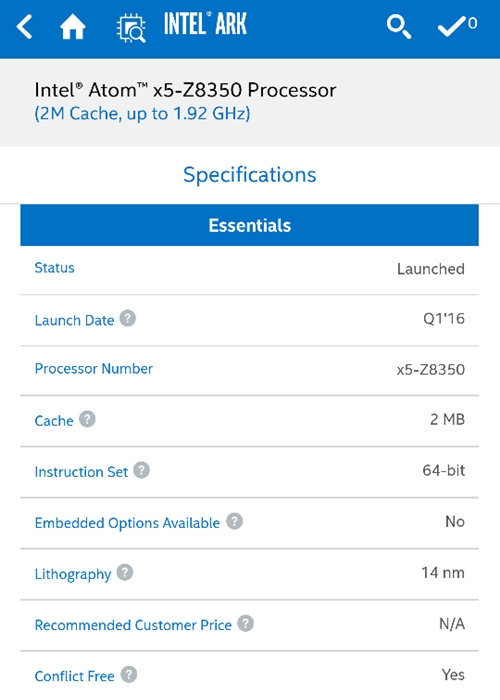 INTEL® ARK
0
Intel® Atom™ x5-Z8350 Processor
(2M Cache, up to 1.92 GHz)
Specifications
Essentials
Status Launched
Launch Date ? Q1'16
Processor Number x5-Z8350
Cache ? 2 MB
Instruction Set ? 64-bit
Embedded Options Available ? No
Lithography ? 14 nm
Recommended Customer Price ? N/A
Conflict Free ? Yes